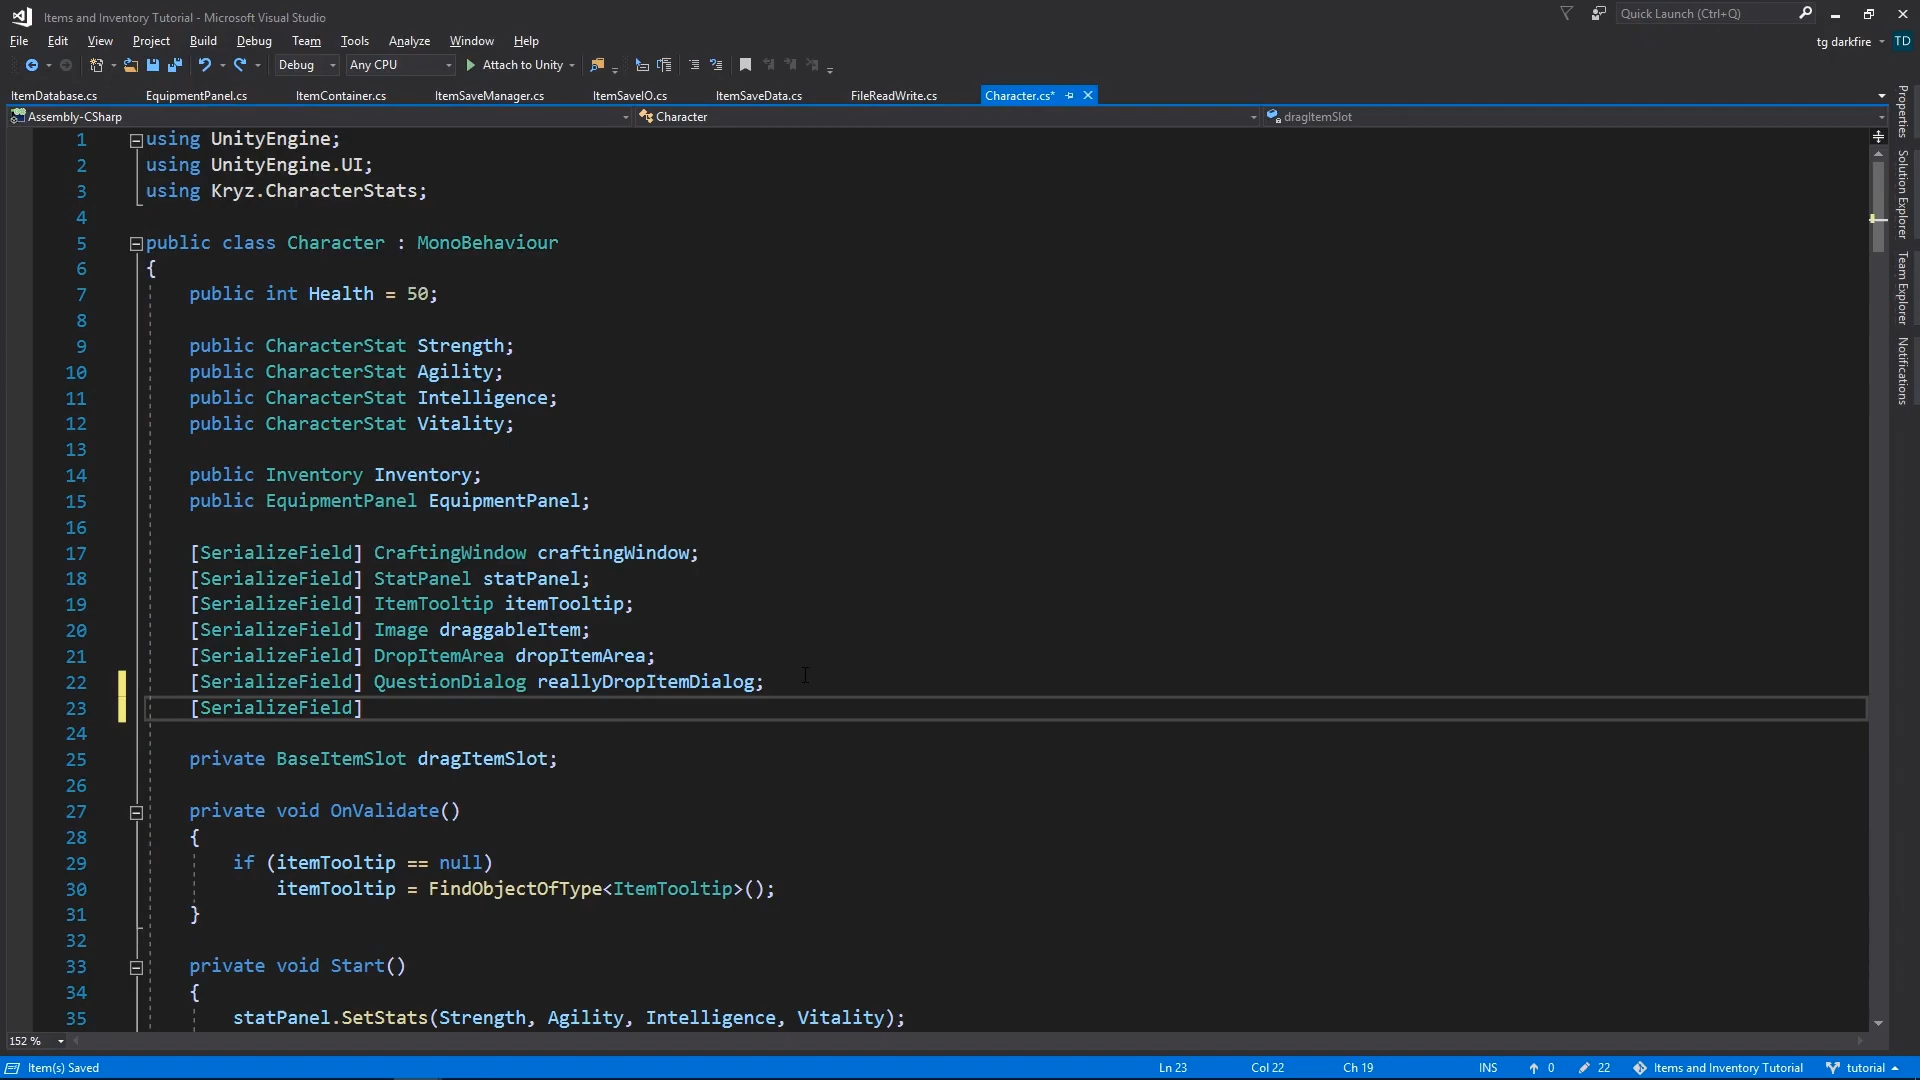 Items and Inventory Tutorial - Microsoft Visual Studio
Quick Launch (Ctrl+Q)
File Edit View Project Build Debug Team Tools Analyze Window Help
tg darkfire TD
Debug Any CPU Attach to Unity
ItemDatabase.cs EquipmentPanel.cs ItemContainer.cs ItemSaveManager.cs ItemSaveIO.cs ItemSaveData.cs FileReadWrite.cs Character.cs*
Assembly-CSharp Character dragItemSlot
1 using UnityEngine;
2 using UnityEngine.UI;
3 using Kryz.CharacterStats;
4
5 public class Character : MonoBehaviour
6 {
7 public int Health = 50;
8
9 public CharacterStat Strength;
10 public CharacterStat Agility;
11 public CharacterStat Intelligence;
12 public CharacterStat Vitality;
13
14 public Inventory Inventory;
15 public EquipmentPanel EquipmentPanel;
16
17 [SerializeField] CraftingWindow craftingWindow;
18 [SerializeField] StatPanel statPanel;
19 [SerializeField] ItemTooltip itemTooltip;
20 [SerializeField] Image draggableItem;
21 [SerializeField] DropItemArea dropItemArea;
22 [SerializeField] QuestionDialog reallyDropItemDialog;
23 [SerializeField]
24
25 private BaseItemSlot dragItemSlot;
26
27 private void OnValidate()
28 {
29 if (itemTooltip == null)
30 itemTooltip = FindObjectOfType<ItemTooltip>();
31 }
32
33 private void Start()
34 {
35 statPanel.SetStats(Strength, Agility, Intelligence, Vitality);
Properties
Solution Explorer
Team Explorer
Notifications
152 %
Item(s) Saved Ln 23 Col 22 Ch 19 INS 0 22 Items and Inventory Tutorial tutorial